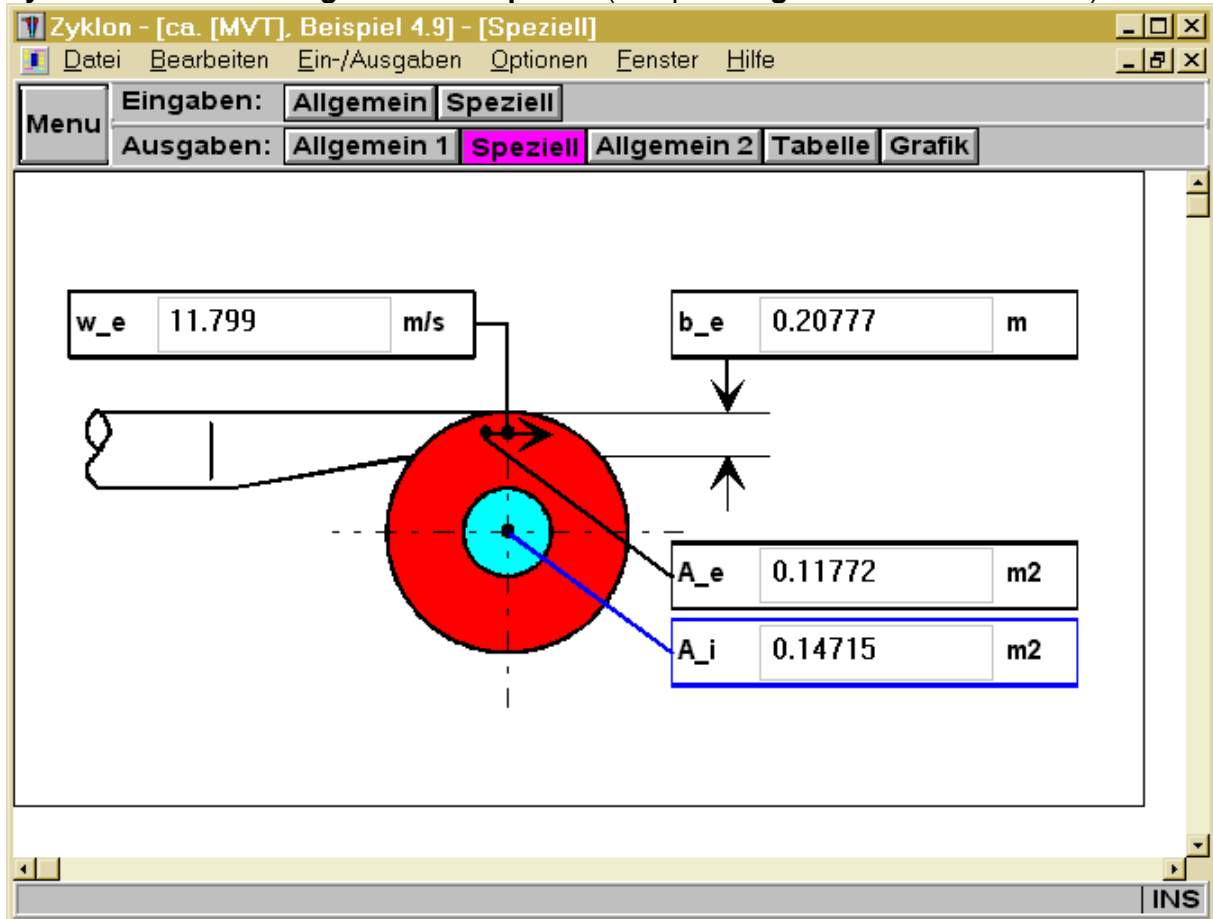 Zyklon - [ca. [MVT], Beispiel 4.9] - [Speziell]
Datei Bearbeiten Ein-/Ausgaben Optionen Fenster Hilfe
Menu
Eingaben: Allgemein Speziell
Ausgaben: Allgemein 1 Speziell Allgemein 2 Tabelle Grafik
w_e 11.799 m/s
b_e 0.20777 m
A_e 0.11772 m2
A_i 0.14715 m2
INS